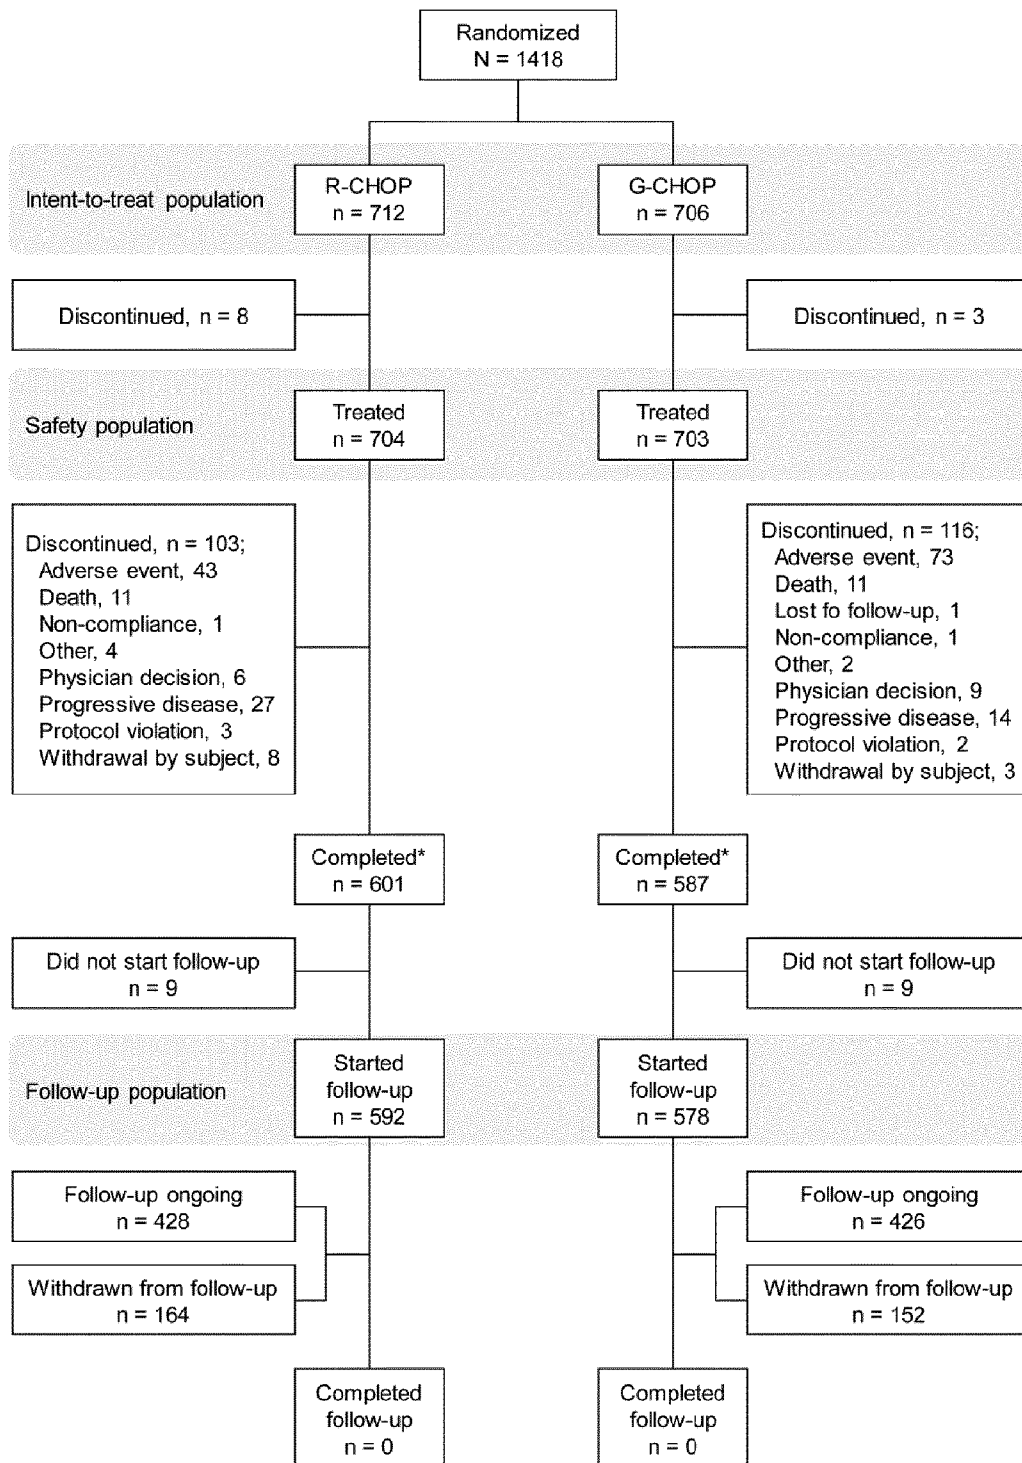 Randomized
N = 1418
Intent-to-treat population
R-CHOP
n = 712
G-CHOP
n = 706
Discontinued, n = 8
Discontinued, n = 3
Safety population
Treated
n = 704
Treated
n = 703
Discontinued, n = 103;
Adverse event, 43
Death, 11
Non-compliance, 1
Other, 4
Physician decision, 6
Progressive disease, 27
Protocol violation, 3
Withdrawal by subject, 8
Discontinued, n = 116;
Adverse event, 73
Death, 11
Lost fo follow-up, 1
Non-compliance, 1
Other, 2
Physician decision, 9
Progressive disease, 14
Protocol violation, 2
Withdrawal by subject, 3
Completed*
n = 601
Completed*
n = 587
Did not start follow-up
n = 9
Did not start follow-up
n = 9
Follow-up population
Started
follow-up
n = 592
Started
follow-up
n = 578
Follow-up ongoing
n = 428
Follow-up ongoing
n = 426
Withdrawn from follow-up
n = 164
Withdrawn from follow-up
n = 152
Completed
follow-up
n = 0
Completed
follow-up
n = 0